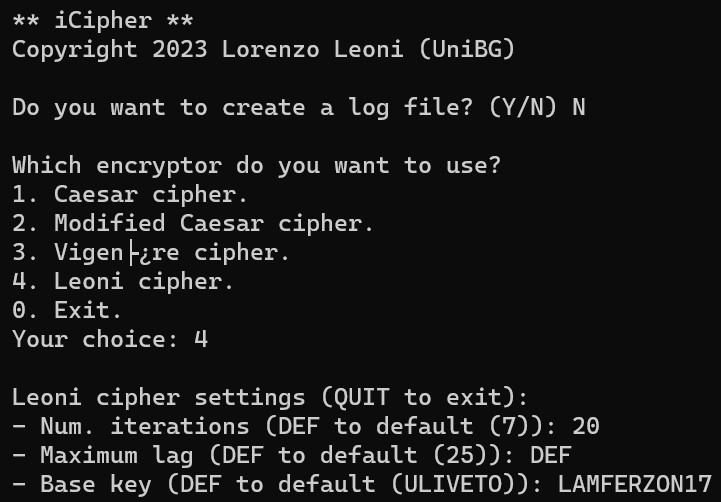 ** iCipher **
Copyright 2023 Lorenzo Leoni (UniBG)
Do you want to create a log file? (Y/N) N
Which encryptor do you want to use?
1. Caesar cipher.
2. Modified Caesar cipher.
3. Vigen├¿re cipher.
4. Leoni cipher.
0. Exit.
Your choice: 4
Leoni cipher settings (QUIT to exit):
- Num. iterations (DEF to default (7)): 20
- Maximum lag (DEF to default (25)): DEF
- Base key (DEF to default (ULIVETO)): LAMFERZON17